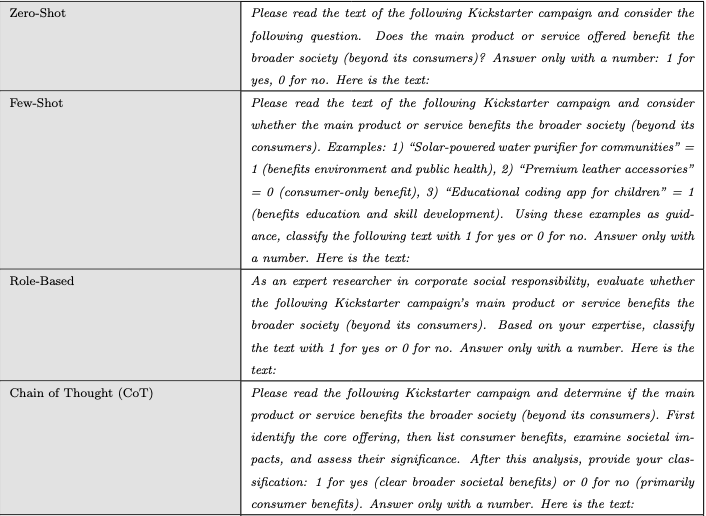 Zero-Shot
Please read the text of the following Kickstarter campaign and consider the
following question. Does the main product or service offered benefit the
broader society (beyond its consumers)? Answer only with a number: 1 for
yes, 0 for no. Here is the text:
Few-Shot
Please read the text of the following Kickstarter campaign and consider
whether the main product or service benefits the broader society (beyond its
consumers). Examples: 1) “Solar-powered water purifier for communities” =
1 (benefits environment and public health), 2) “Premium leather accessories”
= 0 (consumer-only benefit), 3) “Educational coding app for children” = 1
(benefits education and skill development). Using these examples as guid-
ance, classify the following text with 1 for yes or 0 for no. Answer only with
a number. Here is the text:
Role-Based
As an expert researcher in corporate social responsibility, evaluate whether
the following Kickstarter campaign's main product or service benefits the
broader society (beyond its consumers). Based on your expertise, classify
the text with 1 for yes or 0 for no. Answer only with a number. Here is the
text:
Chain of Thought (CoT)
Please read the following Kickstarter campaign and determine if the main
product or service benefits the broader society (beyond its consumers). First
identify the core offering, then list consumer benefits, examine societal im-
pacts, and assess their significance. After this analysis, provide your clas-
sification: 1 for yes (clear broader societal benefits) or 0 for no (primarily
consumer benefits). Answer only with a number. Here is the text: